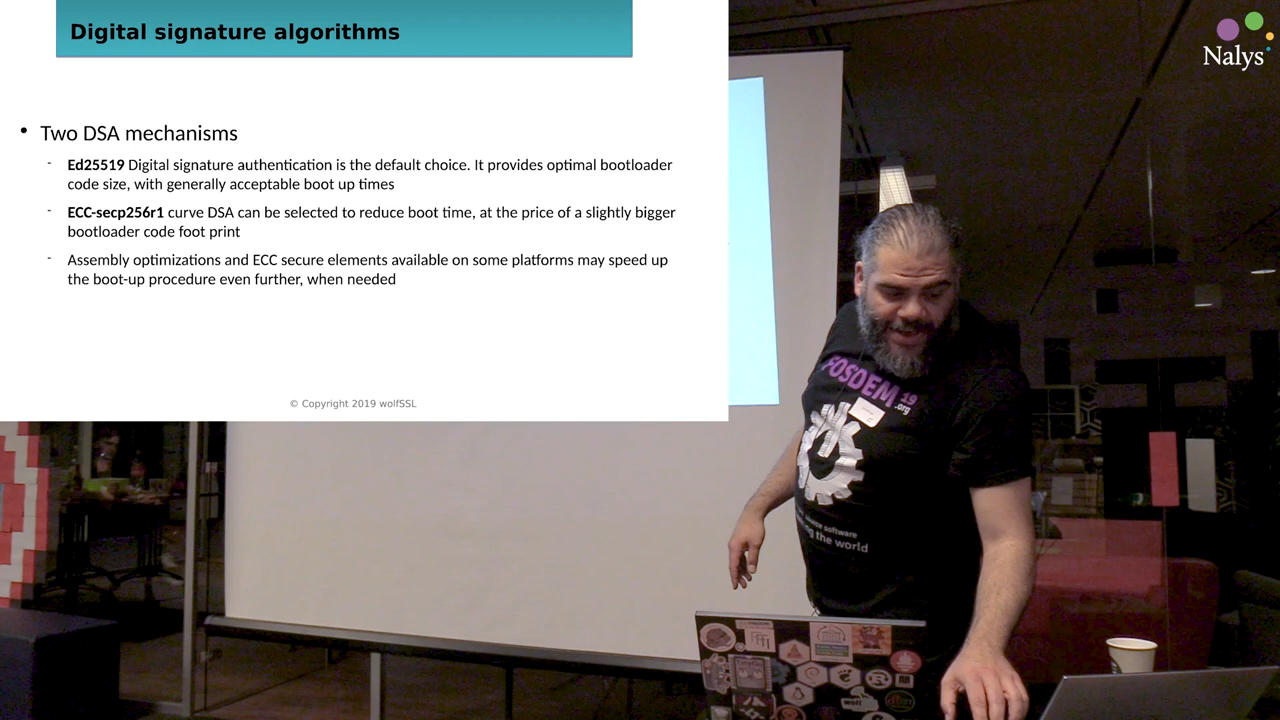 Digital signature algorithms
Nalys
• Two DSA mechanisms
- Ed25519 Digital signature authentication is the default choice. It provides optimal bootloader
code size, with generally acceptable boot up times
- ECC-secp256r1 curve DSA can be selected to reduce boot time, at the price of a slightly bigger
bootloader code foot print
- Assembly optimizations and ECC secure elements available on some platforms may speed up
the boot-up procedure even further, when needed
© Copyright 2019 wolfSSL
FOSDEM 19
.org
software
the world
wolf